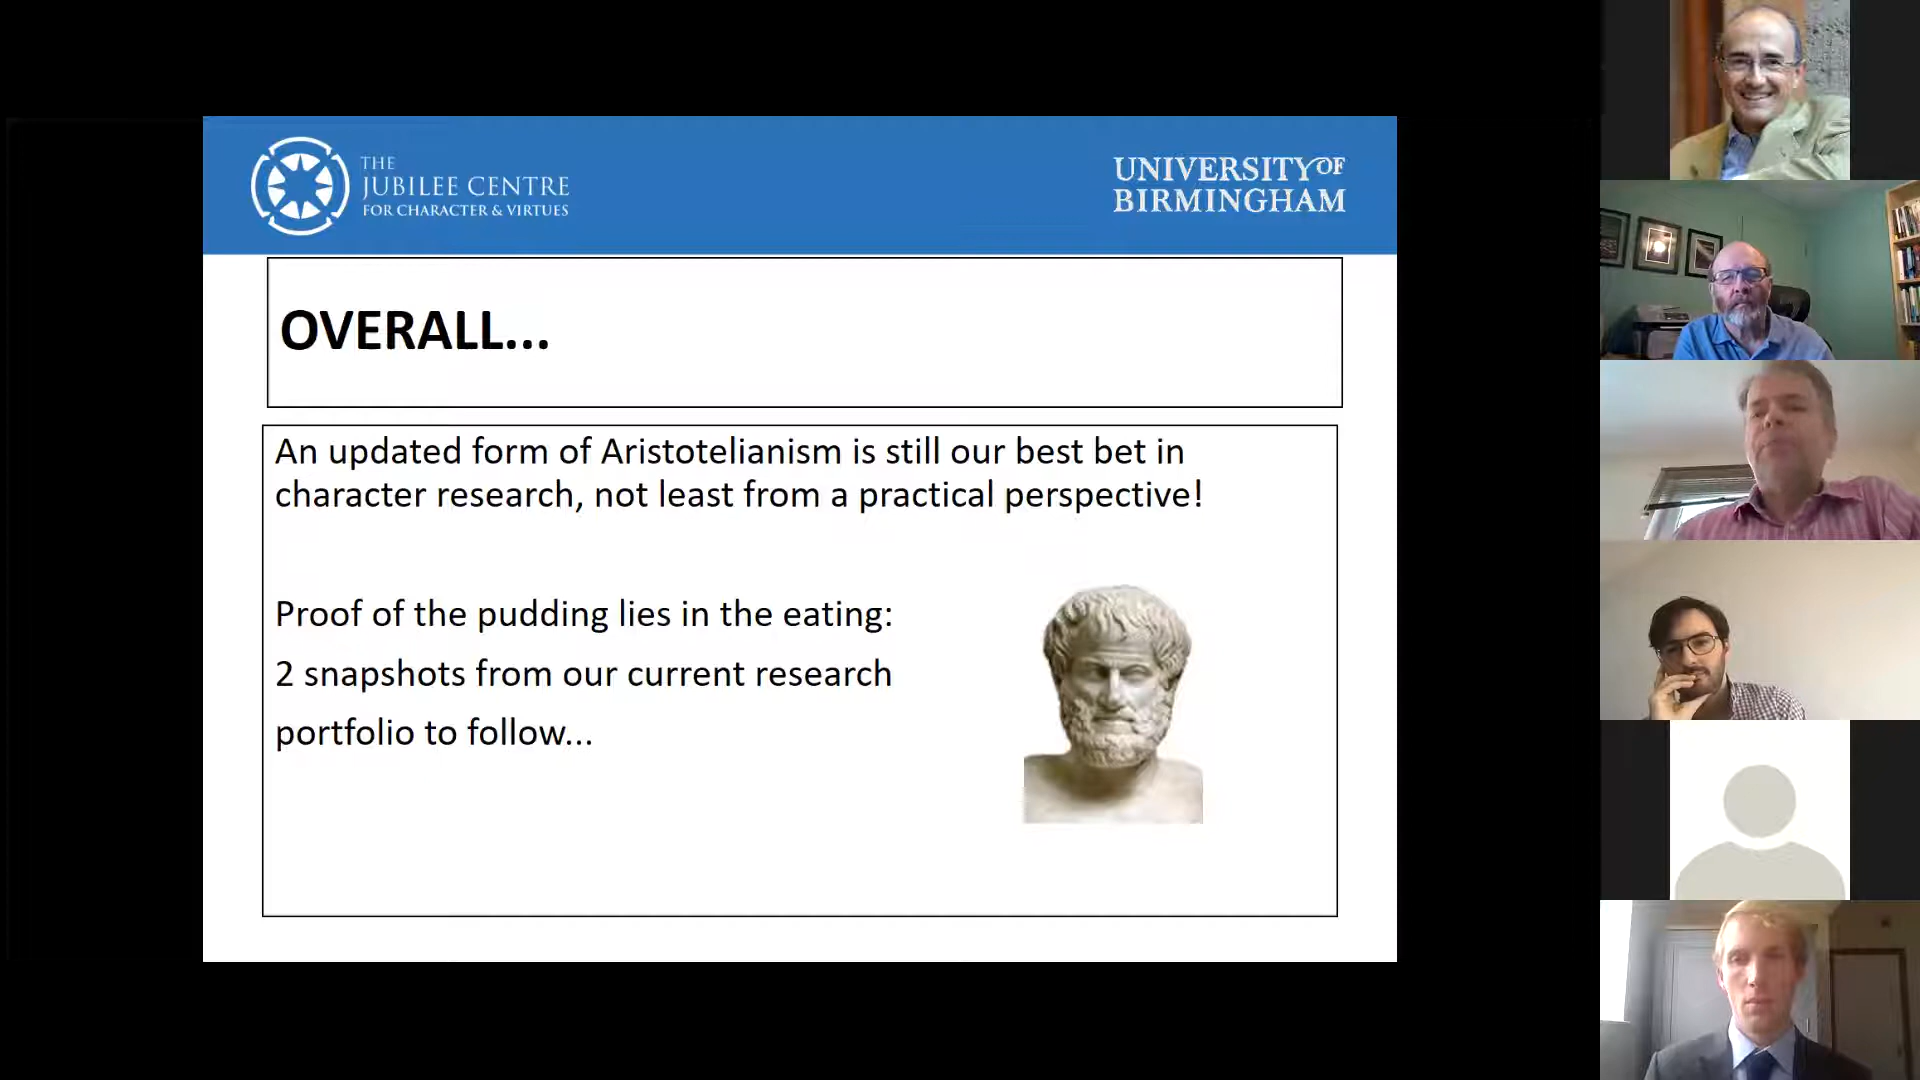 THE
JUBILEE CENTRE
FOR CHARACTER & VIRTUES
UNIVERSITY OF
BIRMINGHAM
OVERALL...
An updated form of Aristotelianism is still our best bet in
character research, not least from a practical perspective!
Proof of the pudding lies in the eating:
2 snapshots from our current research
portfolio to follow...